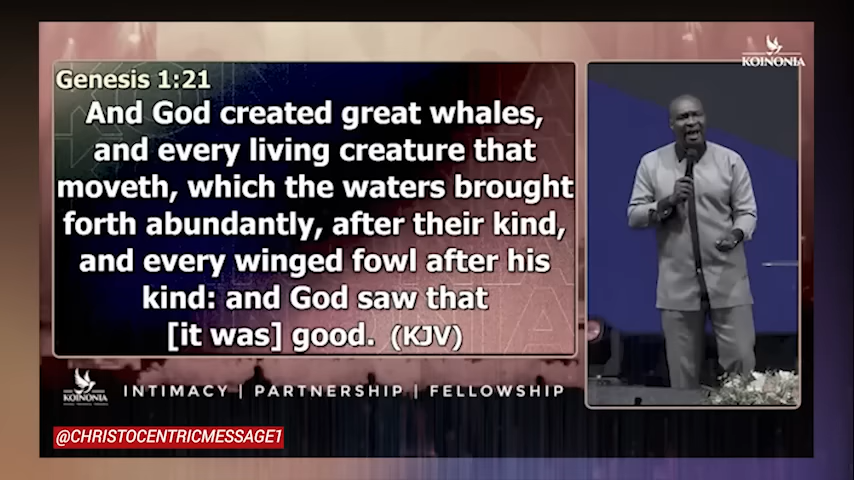 KOINONIA
Genesis 1:21
And God created great whales,
and every living creature that
moveth, which the waters brought
forth abundantly, after their kind,
and every winged fowl after his
kind: and God saw that
[it was] good. (KJV)
KOINONIA
INTIMACY | PARTNERSHIP | FELLOWSHIP
@CHRISTOCENTRICMESSAGE1